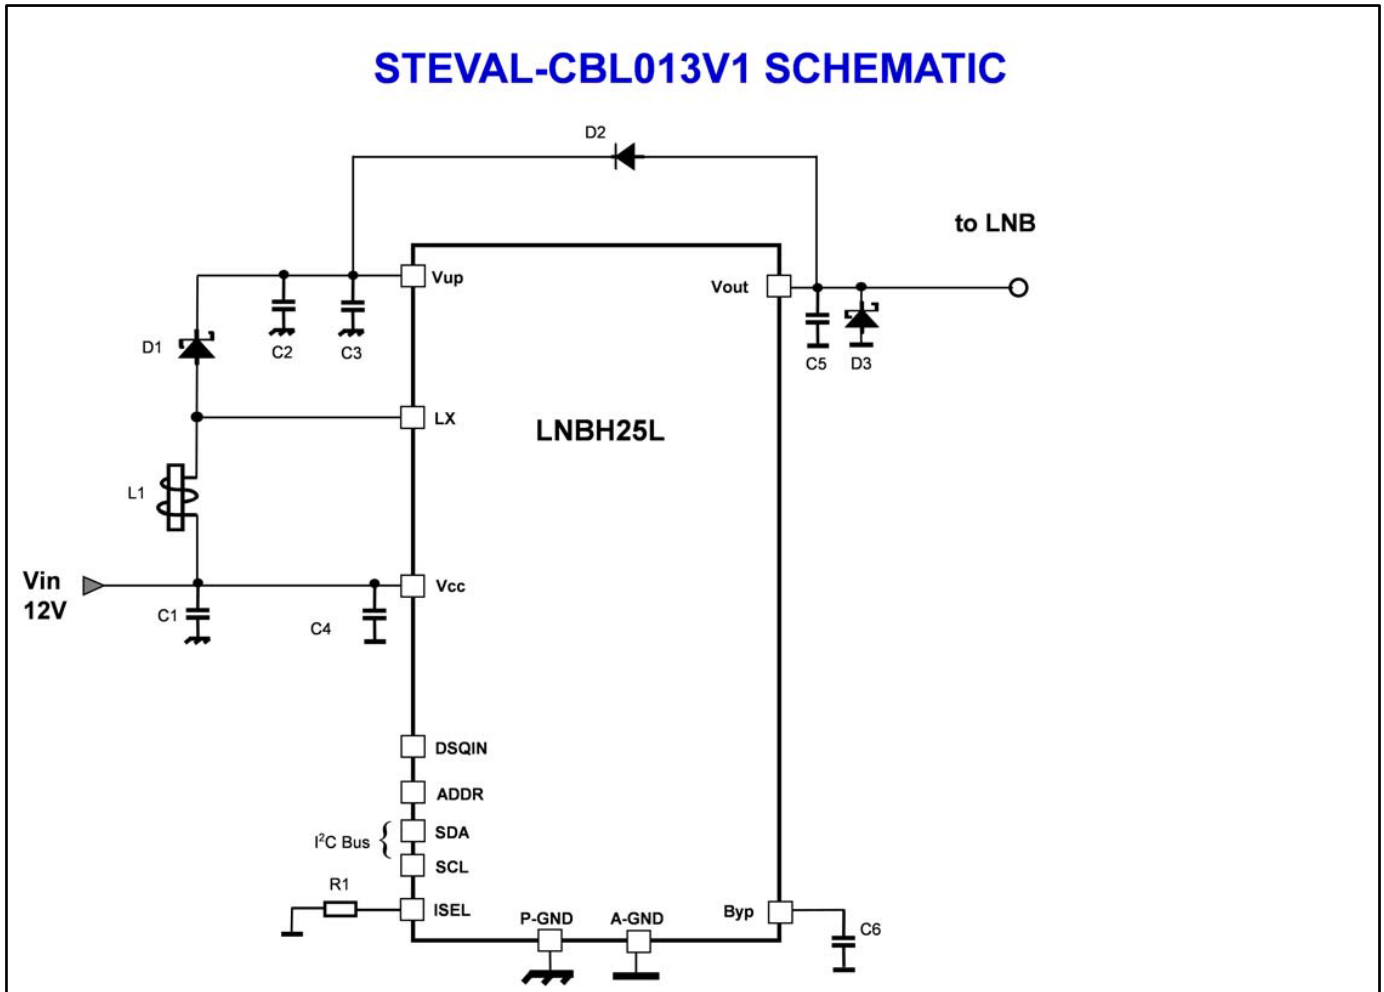 STEVAL-CBL013V1 SCHEMATIC
D2
to LNB
Vup
Vout
D1
C2
C3
C5
D3
LX
LNBH25L
L1
Vin
12V
Vcc
C1
C4
DSQIN
ADDR
I²C Bus {
SDA
SCL
R1
ISEL
P-GND
A-GND
Byp
C6